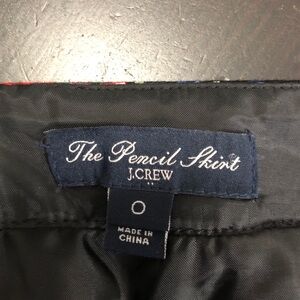 The Pencil Skirt
J.CREW
0
MADE IN
CHINA